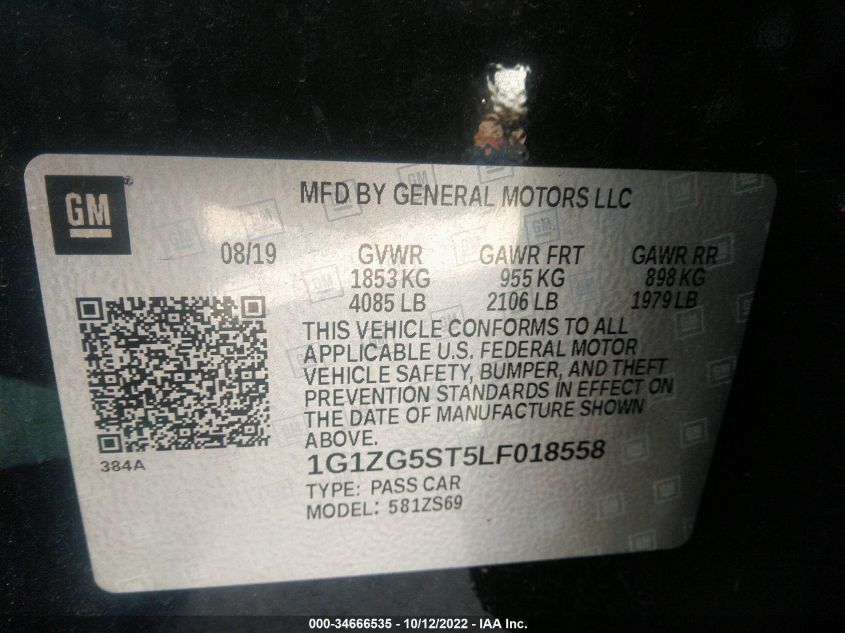 GM
MFD BY GENERAL MOTORS LLC
08/19 GVWR GAWR FRT GAWR RR
1853 KG 955 KG 898 KG
4085 LB 2106 LB 1979 LB
THIS VEHICLE CONFORMS TO ALL
APPLICABLE U.S. FEDERAL MOTOR
VEHICLE SAFETY, BUMPER, AND THEFT
PREVENTION STANDARDS IN EFFECT ON
THE DATE OF MANUFACTURE SHOWN
ABOVE.
384A
1G1ZG5ST5LF018558
TYPE: PASS CAR
MODEL: 581ZS69
000-34666535 - 10/12/2022 - IAA Inc.